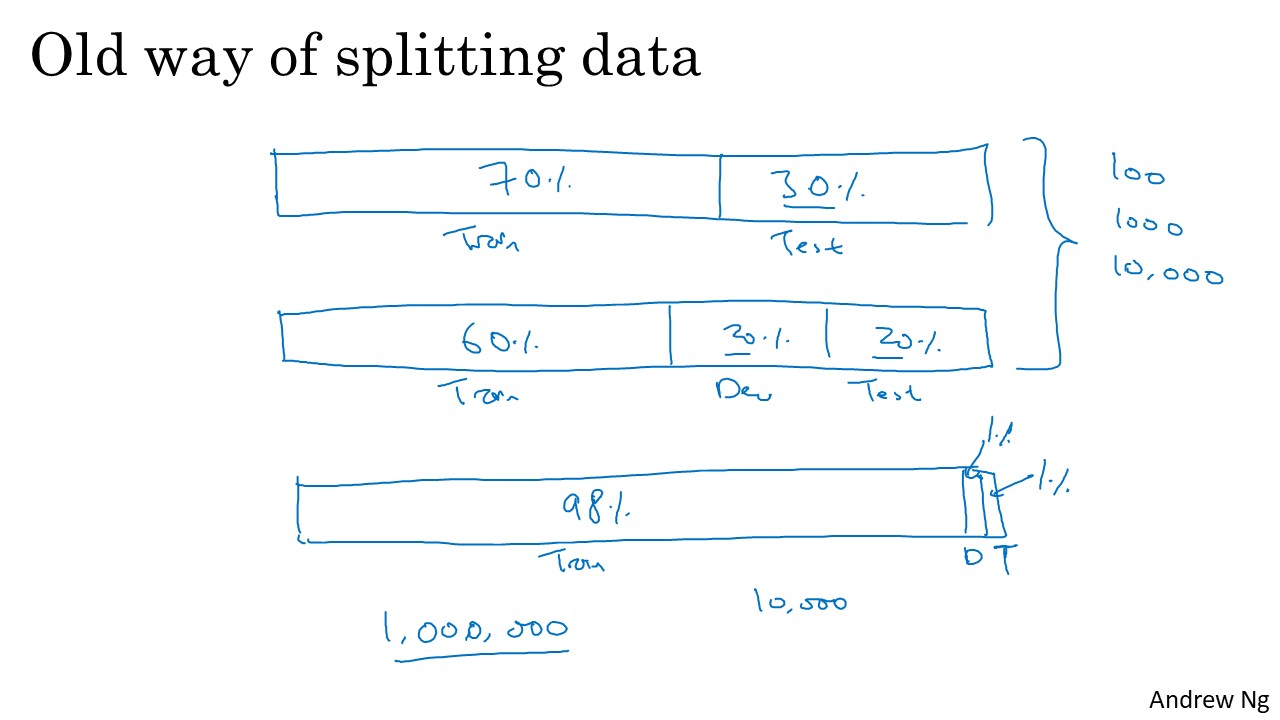 Old way of splitting data
70% 30%
Train Test
100
1000
10,000
60% 20% 20%
Train Dev Test
1%
1%
98%
Train D T
10,000
1,000,000
Andrew Ng